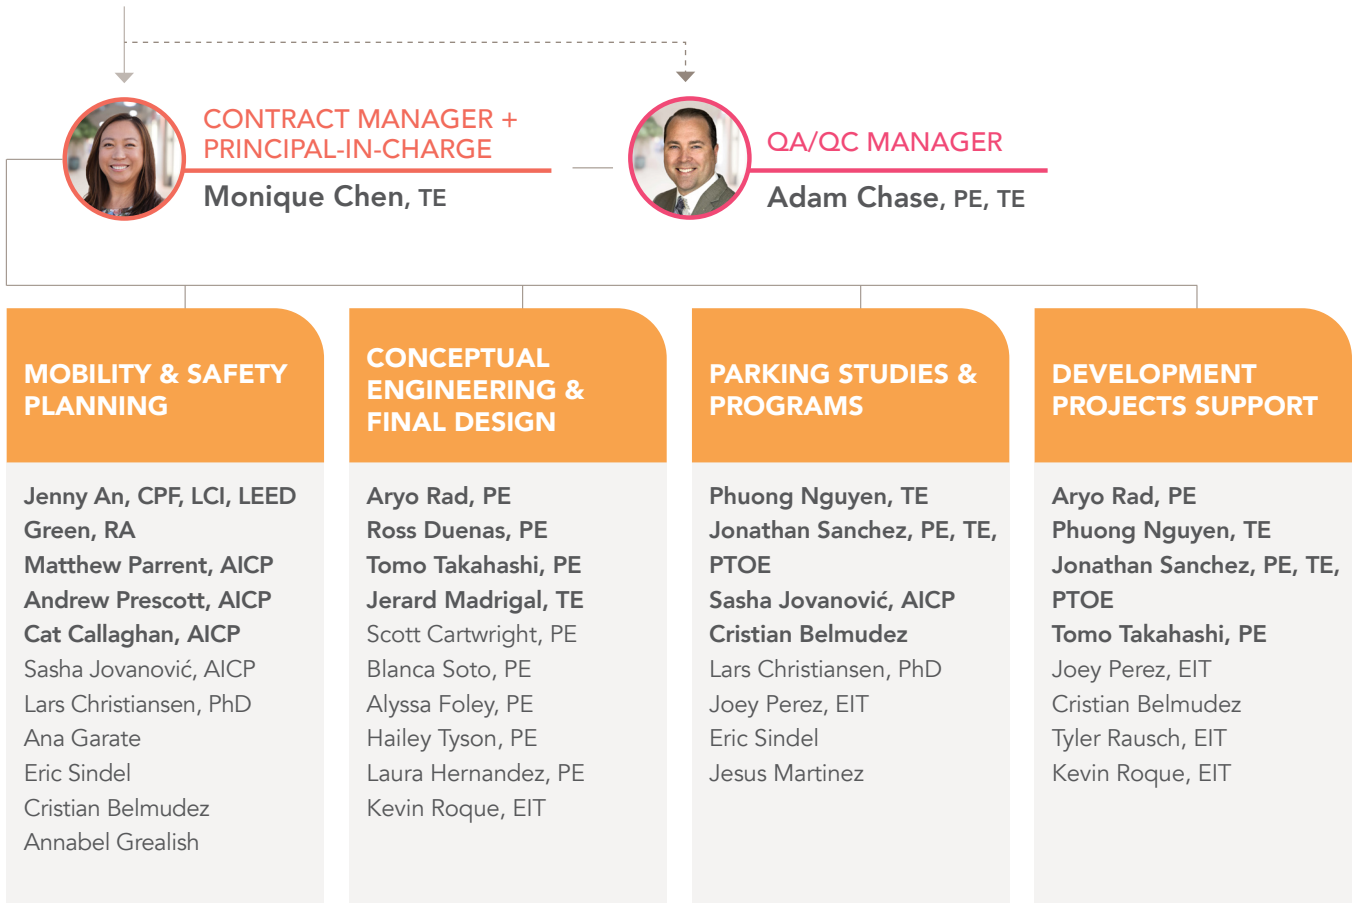 CONTRACT MANAGER +
PRINCIPAL-IN-CHARGE
Monique Chen, TE
QA/QC MANAGER
Adam Chase, PE, TE
MOBILITY & SAFETY
PLANNING
Jenny An, CPF, LCI, LEED
Green, RA
Matthew Parrent, AICP
Andrew Prescott, AICP
Cat Callaghan, AICP
Sasha Jovanović, AICP
Lars Christiansen, PhD
Ana Garate
Eric Sindel
Cristian Belmudez
Annabel Grealish
CONCEPTUAL
ENGINEERING &
FINAL DESIGN
Aryo Rad, PE
Ross Duenas, PE
Tomo Takahashi, PE
Jerard Madrigal, TE
Scott Cartwright, PE
Blanca Soto, PE
Alyssa Foley, PE
Hailey Tyson, PE
Laura Hernandez, PE
Kevin Roque, EIT
PARKING STUDIES &
PROGRAMS
Phuong Nguyen, TE
Jonathan Sanchez, PE, TE,
PTOE
Sasha Jovanović, AICP
Cristian Belmudez
Lars Christiansen, PhD
Joey Perez, EIT
Eric Sindel
Jesus Martinez
DEVELOPMENT
PROJECTS SUPPORT
Aryo Rad, PE
Phuong Nguyen, TE
Jonathan Sanchez, PE, TE,
PTOE
Tomo Takahashi, PE
Joey Perez, EIT
Cristian Belmudez
Tyler Rausch, EIT
Kevin Roque, EIT